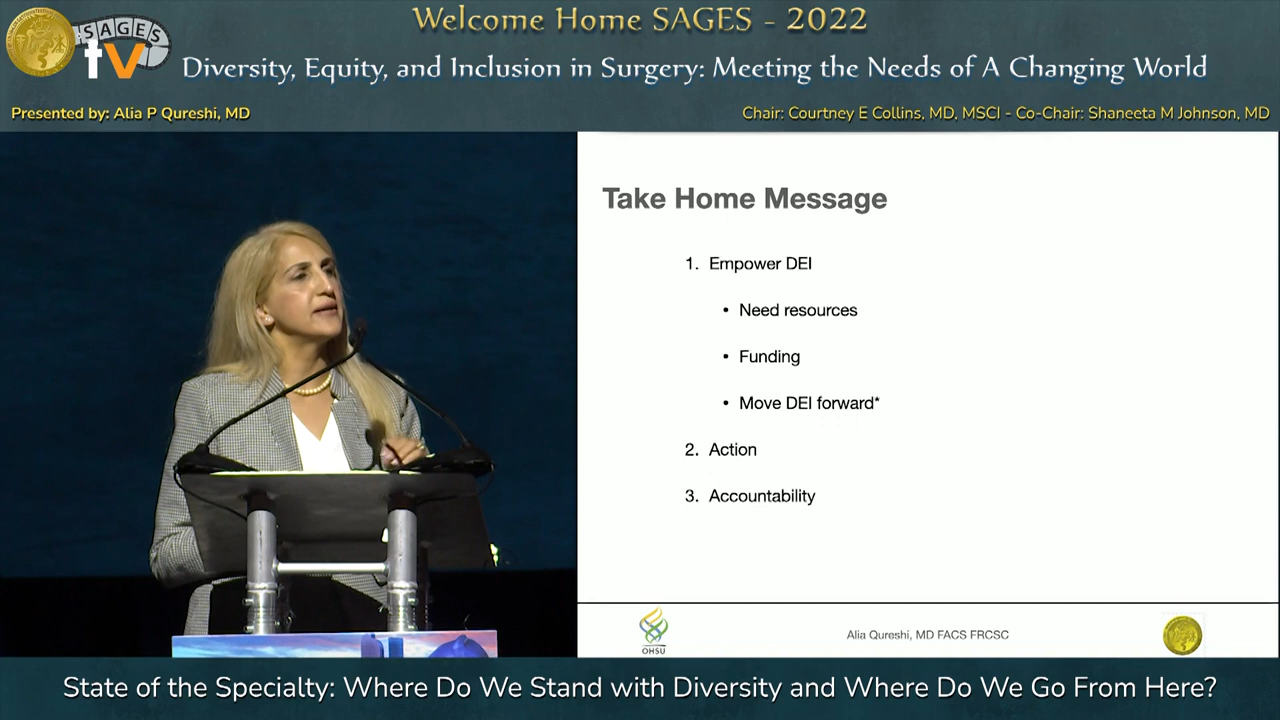 Welcome Home SAGES - 2022
SAGES
tv
Diversity, Equity, and Inclusion in Surgery: Meeting the Needs of A Changing World
Presented by: Alia P Qureshi, MD
Chair: Courtney E Collins, MD, MSCI - Co-Chair: Shaneeta M Johnson, MD
Take Home Message
1. Empower DEI
• Need resources
• Funding
• Move DEI forward*
2. Action
3. Accountability
OHSU
Alia Qureshi, MD FACS FRCSC
State of the Specialty: Where Do We Stand with Diversity and Where Do We Go From Here?